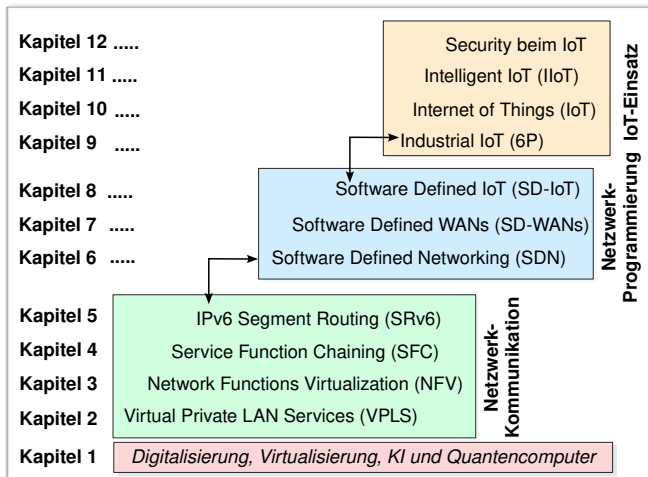 Kapitel 12 ..... Security beim IoT
Kapitel 11 ..... Intelligent IoT (IIoT)
Kapitel 10 ..... Internet of Things (IoT)
Kapitel 9 ..... Industrial IoT (6P)
IoT-Einsatz
Kapitel 8 ..... Software Defined IoT (SD-IoT)
Kapitel 7 ..... Software Defined WANs (SD-WANs)
Kapitel 6 ..... Software Defined Networking (SDN)
Netzwerk-
Programmierung
Kapitel 5 IPv6 Segment Routing (SRv6)
Kapitel 4 Service Function Chaining (SFC)
Kapitel 3 Network Functions Virtualization (NFV)
Kapitel 2 Virtual Private LAN Services (VPLS)
Netzwerk-
Kommunikation
Kapitel 1 Digitalisierung, Virtualisierung, KI und Quantencomputer